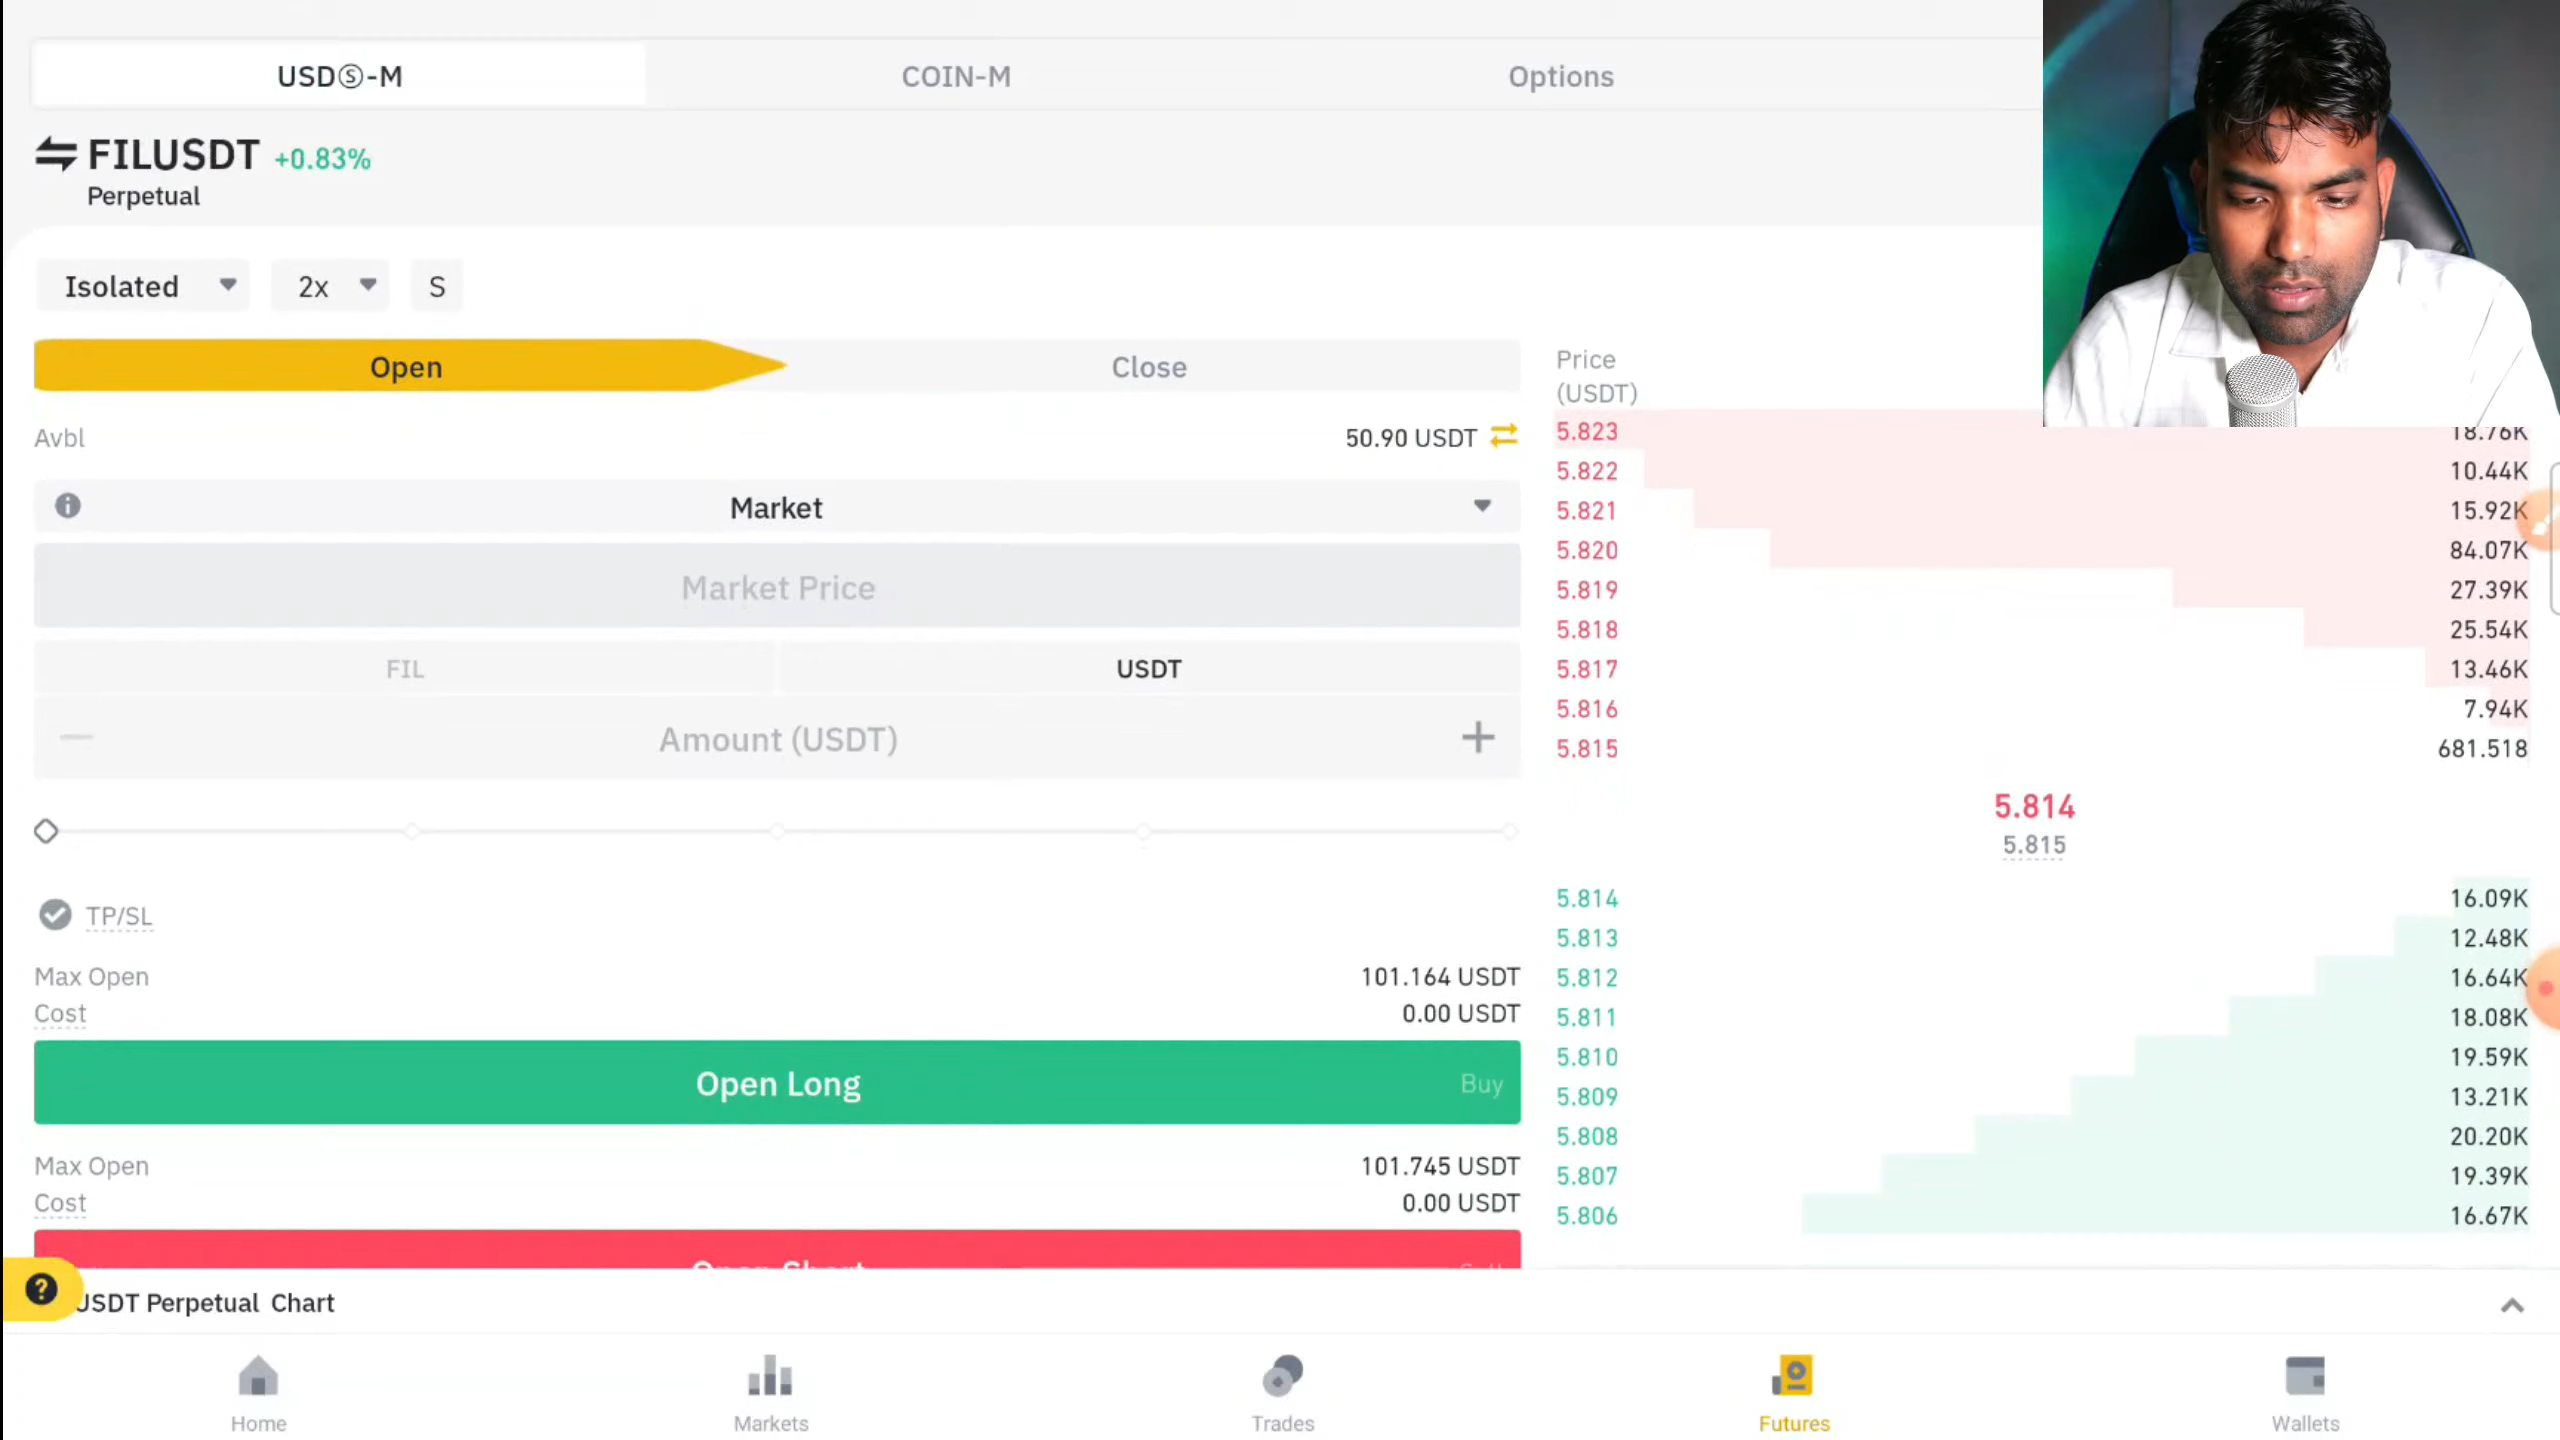 USDⓈ-M
COIN-M
Options
FILUSDT +0.83%
Perpetual
Isolated
2x
S
Open
Close
Avbl
50.90 USDT
Market
Market Price
FIL
USDT
Amount (USDT)
TP/SL
Max Open
101.164 USDT
Cost
0.00 USDT
Open Long
Buy
Max Open
101.745 USDT
Cost
0.00 USDT
Open Short
Price
(USDT)
5.823 18.76K
5.822 10.44K
5.821 15.92K
5.820 84.07K
5.819 27.39K
5.818 25.54K
5.817 13.46K
5.816 7.94K
5.815 681.518
5.814
5.815
5.814 16.09K
5.813 12.48K
5.812 16.64K
5.811 18.08K
5.810 19.59K
5.809 13.21K
5.808 20.20K
5.807 19.39K
5.806 16.67K
USDT Perpetual Chart
Home
Markets
Trades
Futures
Wallets